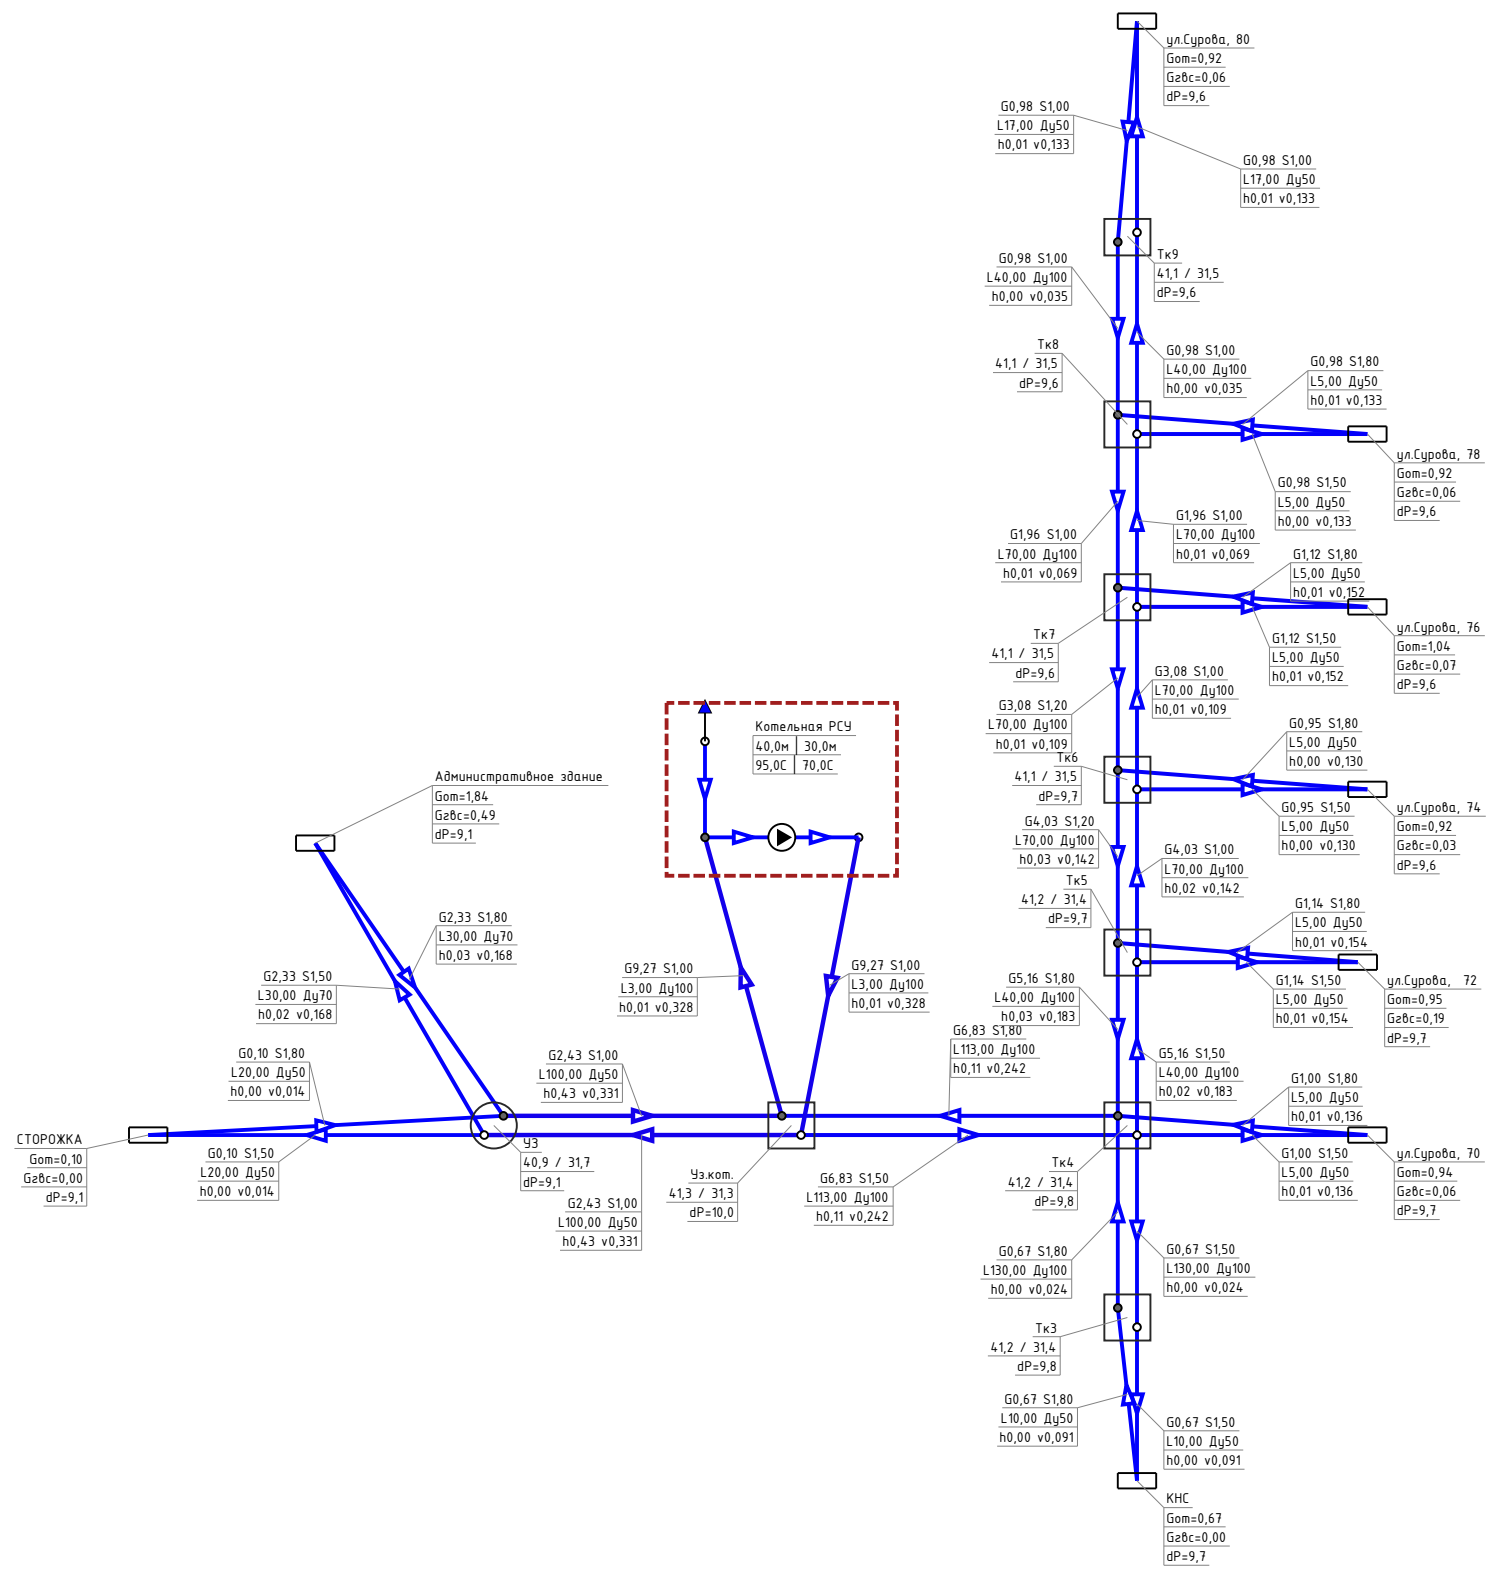 ул.Сурова, 80
Gот=0,92
Gгвс=0,06
dP=9,6
G0,98 S1,00
L17,00 Ду50
h0,01 v0,133
G0,98 S1,00
L17,00 Ду50
h0,01 v0,133
Тк9
41,1 / 31,5
dP=9,6
G0,98 S1,00
L40,00 Ду100
h0,00 v0,035
Тк8
41,1 / 31,5
dP=9,6
G0,98 S1,00
L40,00 Ду100
h0,00 v0,035
G0,98 S1,80
L5,00 Ду50
h0,01 v0,133
ул.Сурова, 78
Gот=0,92
Gгвс=0,06
dP=9,6
G0,98 S1,50
L5,00 Ду50
h0,00 v0,133
G1,96 S1,00
L70,00 Ду100
h0,01 v0,069
G1,96 S1,00
L70,00 Ду100
h0,01 v0,069
G1,12 S1,80
L5,00 Ду50
h0,01 v0,152
Тк7
41,1 / 31,5
dP=9,6
G1,12 S1,50
L5,00 Ду50
h0,01 v0,152
ул.Сурова, 76
Gот=1,04
Gгвс=0,07
dP=9,6
G3,08 S1,00
L70,00 Ду100
h0,01 v0,109
G3,08 S1,20
L70,00 Ду100
h0,01 v0,109
Тк6
41,1 / 31,5
dP=9,7
G0,95 S1,80
L5,00 Ду50
h0,00 v0,130
Котельная РСУ
40,0м | 30,0м
95,0С | 70,0С
Административное здание
Gот=1,84
Gгвс=0,49
dP=9,1
G0,95 S1,50
L5,00 Ду50
h0,00 v0,130
ул.Сурова, 74
Gот=0,92
Gгвс=0,03
dP=9,6
G4,03 S1,20
L70,00 Ду100
h0,03 v0,142
G4,03 S1,00
L70,00 Ду100
h0,02 v0,142
Тк5
41,2 / 31,4
dP=9,7
G1,14 S1,80
L5,00 Ду50
h0,01 v0,154
G2,33 S1,80
L30,00 Ду70
h0,03 v0,168
G2,33 S1,50
L30,00 Ду70
h0,02 v0,168
G9,27 S1,00
L3,00 Ду100
h0,01 v0,328
G9,27 S1,00
L3,00 Ду100
h0,01 v0,328
G5,16 S1,80
L40,00 Ду100
h0,03 v0,183
G1,14 S1,50
L5,00 Ду50
h0,01 v0,154
ул.Сурова, 72
Gот=0,95
Gгвс=0,19
dP=9,7
G6,83 S1,80
L113,00 Ду100
h0,11 v0,242
G0,10 S1,80
L20,00 Ду50
h0,00 v0,014
G2,43 S1,00
L100,00 Ду50
h0,43 v0,331
G5,16 S1,50
L40,00 Ду100
h0,02 v0,183
G1,00 S1,80
L5,00 Ду50
h0,01 v0,136
СТОРОЖКА
Gот=0,10
Gгвс=0,00
dP=9,1
G0,10 S1,50
L20,00 Ду50
h0,00 v0,014
УЗ
40,9 / 31,7
dP=9,1
G2,43 S1,00
L100,00 Ду50
h0,43 v0,331
Уз.кот.
41,3 / 31,3
dP=10,0
G6,83 S1,50
L113,00 Ду100
h0,11 v0,242
Тк4
41,2 / 31,4
dP=9,8
G1,00 S1,50
L5,00 Ду50
h0,01 v0,136
ул.Сурова, 70
Gот=0,94
Gгвс=0,06
dP=9,7
G0,67 S1,80
L130,00 Ду100
h0,00 v0,024
G0,67 S1,50
L130,00 Ду100
h0,00 v0,024
Тк3
41,2 / 31,4
dP=9,8
G0,67 S1,80
L10,00 Ду50
h0,00 v0,091
G0,67 S1,50
L10,00 Ду50
h0,00 v0,091
КНС
Gот=0,67
Gгвс=0,00
dP=9,7